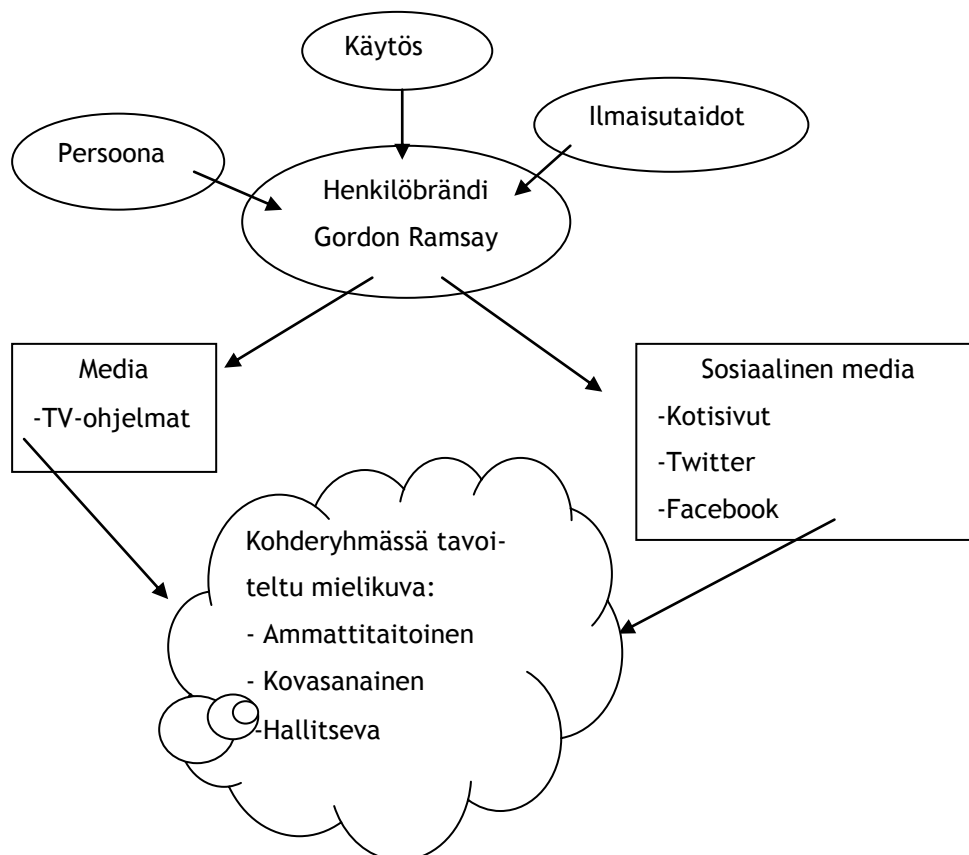 Käytös
Ilmaisutaidot
Persoona
Henkilöbrändi
Gordon Ramsay
Media
-TV-ohjelmat
Sosiaalinen media
-Kotisivut
-Twitter
-Facebook
Kohderyhmässä tavoi-
teltu mielikuva:
- Ammattitaitoinen
- Kovasanainen
-Hallitseva